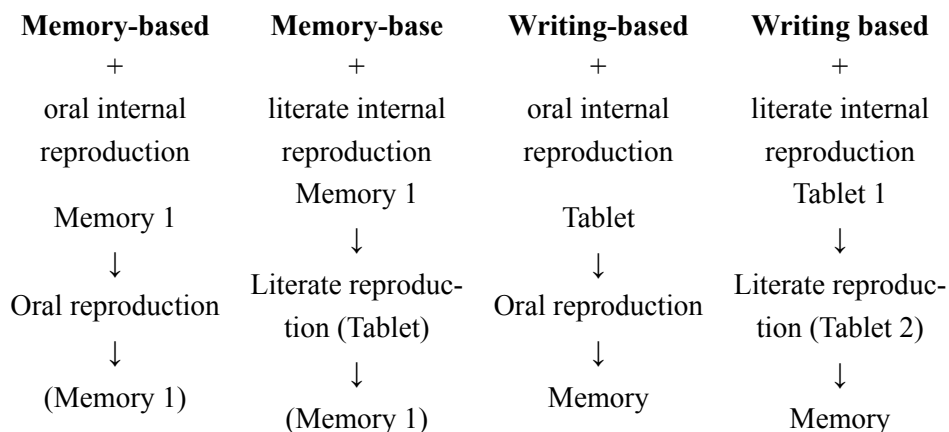 Memory-based
+
oral internal
reproduction
Memory 1
↓
Oral reproduction
↓
(Memory 1)
Memory-base
+
literate internal
reproduction
Memory 1
↓
Literate reproduc-
tion (Tablet)
↓
(Memory 1)
Writing-based
+
oral internal
reproduction
Tablet
↓
Oral reproduction
↓
Memory
Writing based
+
literate internal
reproduction
Tablet 1
↓
Literate reproduc-
tion (Tablet 2)
↓
Memory